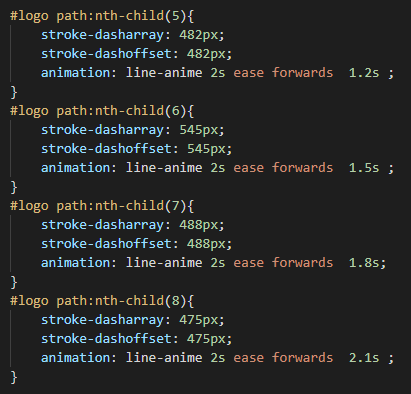 #logo path:nth-child(5){
    stroke-dasharray: 482px;
    stroke-dashoffset: 482px;
    animation: line-anime 2s ease forwards  1.2s ;
}
#logo path:nth-child(6){
    stroke-dasharray: 545px;
    stroke-dashoffset: 545px;
    animation: line-anime 2s ease forwards  1.5s ;
}
#logo path:nth-child(7){
    stroke-dasharray: 488px;
    stroke-dashoffset: 488px;
    animation: line-anime 2s ease forwards  1.8s;
}
#logo path:nth-child(8){
    stroke-dasharray: 475px;
    stroke-dashoffset: 475px;
    animation: line-anime 2s ease forwards  2.1s ;
}